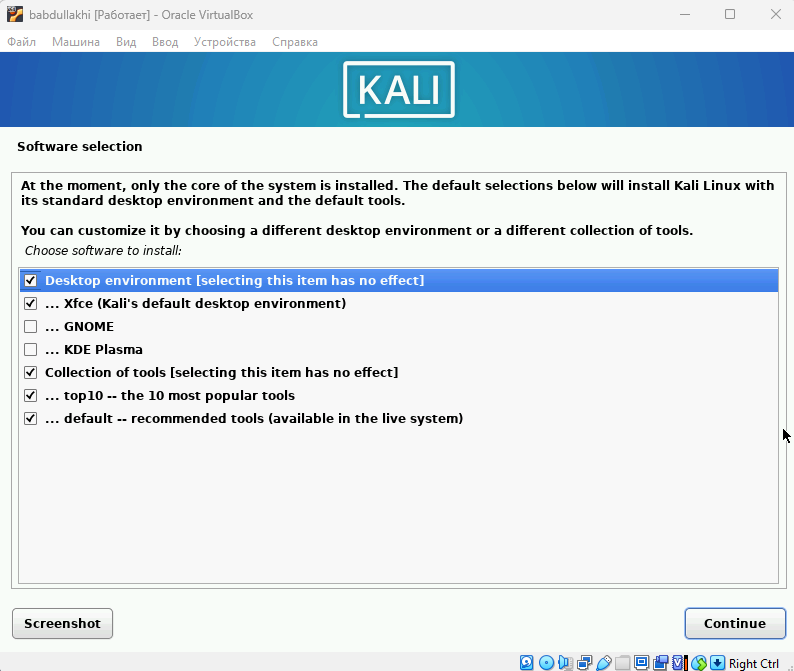 babdullakhi [Работает] - Oracle VirtualBox
Файл Машина Вид Ввод Устройства Справка
KALI
Software selection
At the moment, only the core of the system is installed. The default selections below will install Kali Linux with
its standard desktop environment and the default tools.
You can customize it by choosing a different desktop environment or a different collection of tools.
Choose software to install:
Desktop environment [selecting this item has no effect]
... Xfce (Kali's default desktop environment)
... GNOME
... KDE Plasma
Collection of tools [selecting this item has no effect]
... top10 -- the 10 most popular tools
... default -- recommended tools (available in the live system)
Screenshot
Continue
Right Ctrl